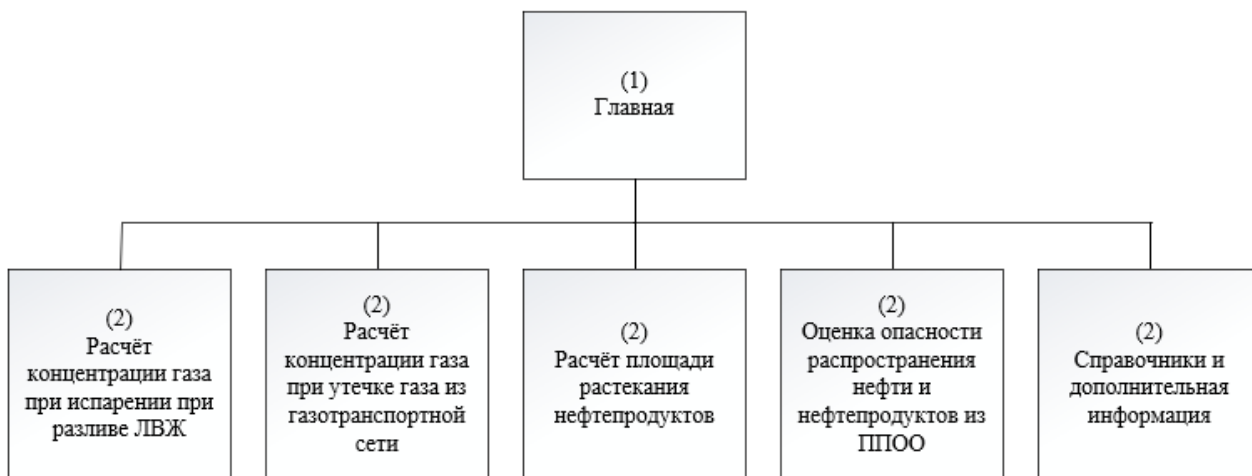 (1)
Главная
(2)
Расчёт
концентрации газа
при испарении при
разливе ЛВЖ
(2)
Расчёт
концентрации газа
при утечке газа из
газотранспортной
сети
(2)
Расчёт площади
растекания
нефтепродуктов
(2)
Оценка опасности
распространения
нефти и
нефтепродуктов из
ППОО
(2)
Справочники и
дополнительная
информация